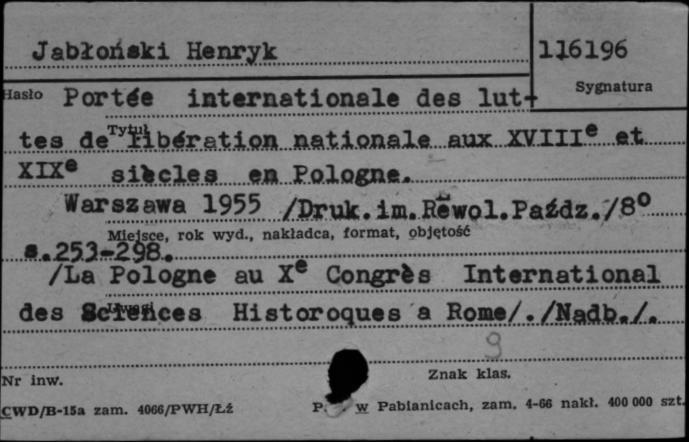 Jabłoński Henryk
116196
Hasło
Sygnatura
Portée internationale des lut-
Tytuł
tes de libération nationale aux XVIIIe et
XIXe siècles en Pologne.
Warszawa 1955 /Druk.im.Rewol.Paźdz./8o
Miejsce, rok wyd., nakładca, format, objętość
s.253-298.
/La Pologne au Xe Congrès International
Uwagi
des Sciences Historoques a Rome/./Nadb./.
9
Nr inw.
Znak klas.
CWD/B-15a zam. 4066/PWH/Łź
w Pabianicach, zam. 4-66 nakł. 400 000 szt.